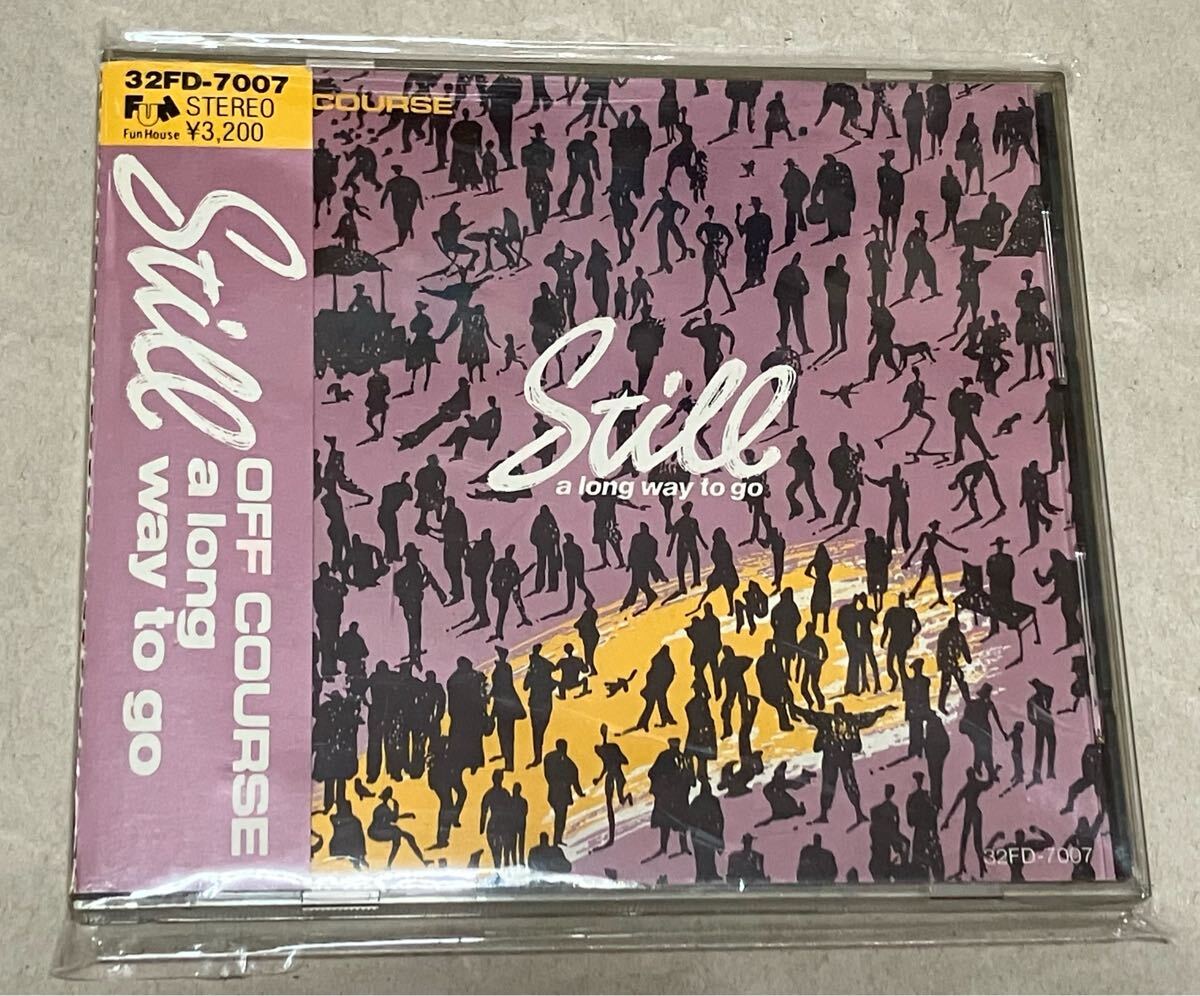 32FD-7007
FUN STEREO
Fun House ¥3,200
Still
OFF COURSE
a long
way to go
COURSE
Still
a long way to go
32FD-7007